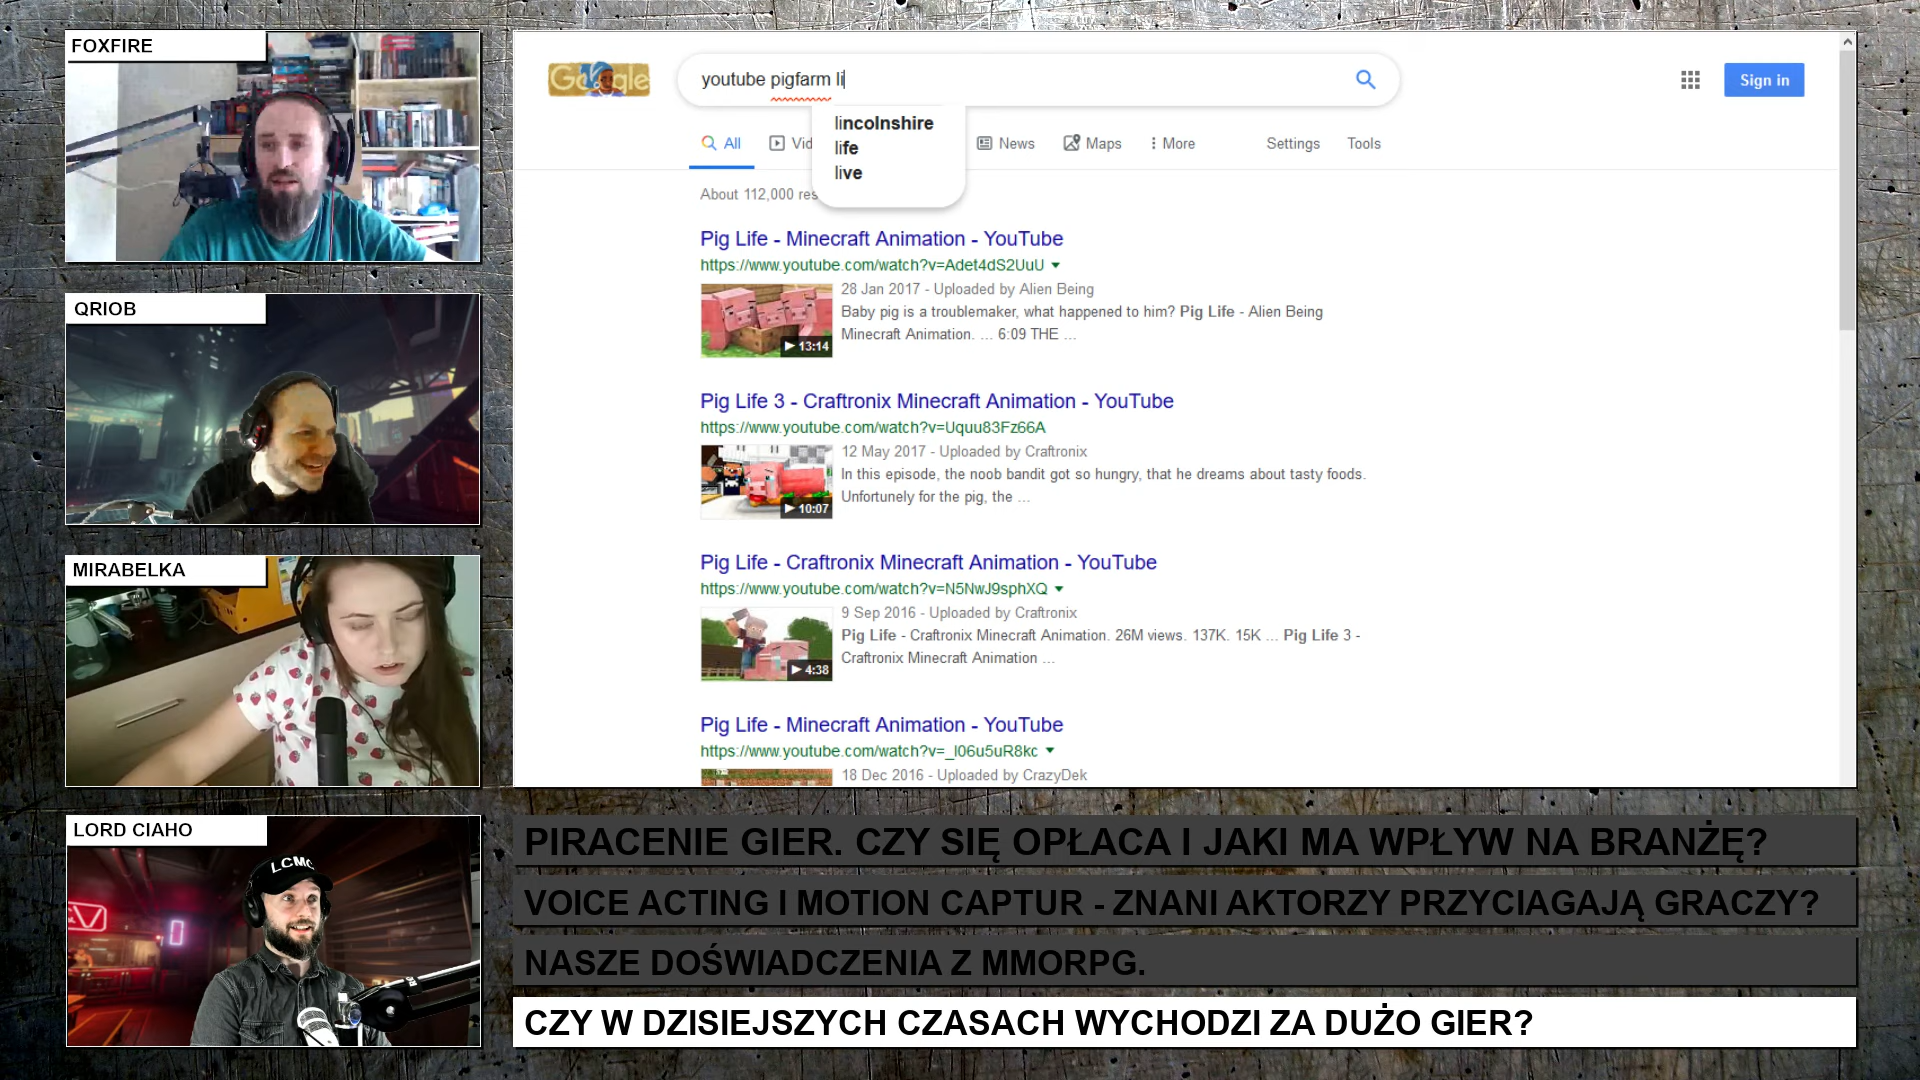 FOXFIRE
QRIOB
MIRABELKA
LORD CIAHO
LCMC
Google
youtube pigfarm li
Sign in
lincolnshire
life
live
All
Vid
News
Maps
More
Settings
Tools
About 112,000 res
Pig Life - Minecraft Animation - YouTube
https://www.youtube.com/watch?v=Adet4dS2UuU
28 Jan 2017 - Uploaded by Alien Being
Baby pig is a troublemaker, what happened to him? Pig Life - Alien Being
Minecraft Animation. ... 6:09 THE ...
13:14
Pig Life 3 - Craftronix Minecraft Animation - YouTube
https://www.youtube.com/watch?v=Uquu83Fz66A
12 May 2017 - Uploaded by Craftronix
In this episode, the noob bandit got so hungry, that he dreams about tasty foods.
Unfortunely for the pig, the ...
10:07
Pig Life - Craftronix Minecraft Animation - YouTube
https://www.youtube.com/watch?v=N5NwJ9sphXQ
9 Sep 2016 - Uploaded by Craftronix
Pig Life - Craftronix Minecraft Animation. 26M views. 137K. 15K ... Pig Life 3 -
Craftronix Minecraft Animation ...
4:38
Pig Life - Minecraft Animation - YouTube
https://www.youtube.com/watch?v=_l06u5uR8kc
18 Dec 2016 - Uploaded by CrazyDek
PIRACENIE GIER. CZY SIĘ OPŁACA I JAKI MA WPŁYW NA BRANŻĘ?
VOICE ACTING I MOTION CAPTUR - ZNANI AKTORZY PRZYCIAGAJĄ GRACZY?
NASZE DOŚWIADCZENIA Z MMORPG.
CZY W DZISIEJSZYCH CZASACH WYCHODZI ZA DUŻO GIER?